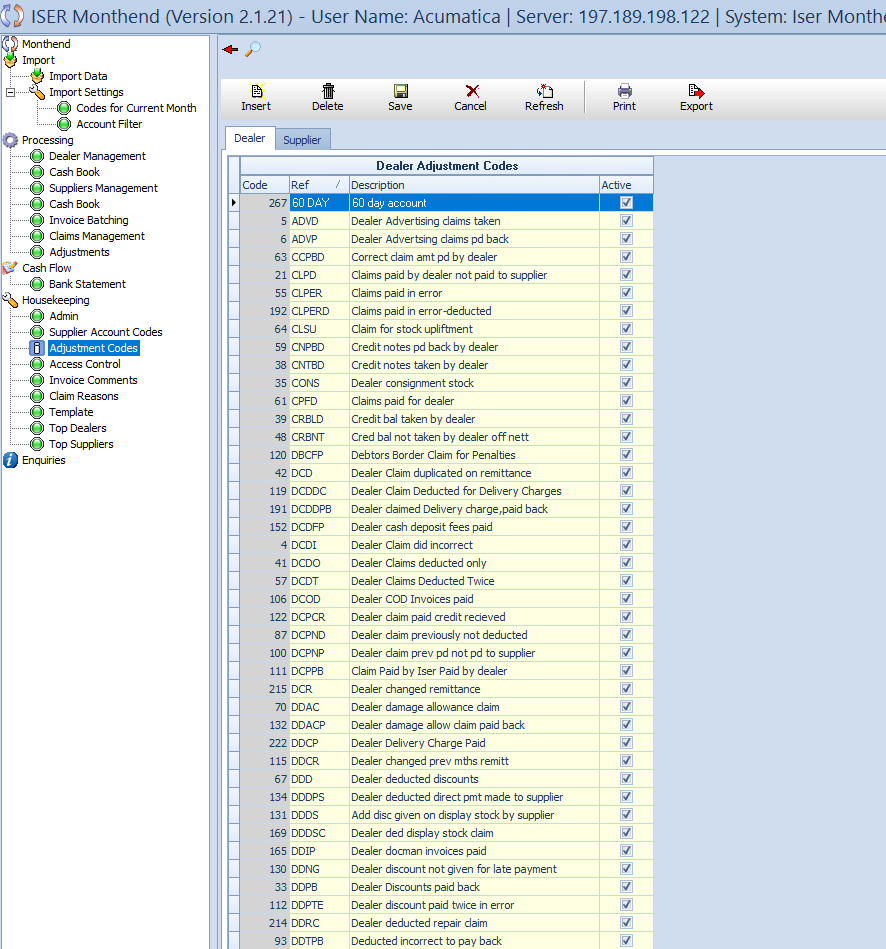 ISER Monthend (Version 2.1.21) - User Name: Acumatica | Server: 197.189.198.122 | System: Iser Monthe
Monthend
Import
Import Data
Import Settings
Codes for Current Month
Account Filter
Processing
Dealer Management
Cash Book
Suppliers Management
Cash Book
Invoice Batching
Claims Management
Adjustments
Cash Flow
Bank Statement
Housekeeping
Admin
Supplier Account Codes
Adjustment Codes
Access Control
Invoice Comments
Claim Reasons
Template
Top Dealers
Top Suppliers
Enquiries
Insert Delete Save Cancel Refresh Print Export
Dealer Supplier
Dealer Adjustment Codes
Code Ref / Description Active
267 60 DAY 60 day account
5 ADVD Dealer Advertising claims taken
6 ADVP Dealer Advertsing claims pd back
63 CCPBD Correct claim amt pd by dealer
21 CLPD Claims paid by dealer not paid to supplier
55 CLPER Claims paid in error
192 CLPERD Claims paid in error-deducted
64 CLSU Claim for stock upliftment
59 CNPBD Credit notes pd back by dealer
38 CNTBD Credit notes taken by dealer
35 CONS Dealer consignment stock
61 CPFD Claims paid for dealer
39 CRBLD Credit bal taken by dealer
48 CRBNT Cred bal not taken by dealer off nett
120 DBCFP Debtors Border Claim for Penalties
42 DCD Dealer Claim duplicated on remittance
119 DCDDC Dealer Claim Deducted for Delivery Charges
191 DCDDPB Dealer claimed Delivery charge,paid back
152 DCDFP Dealer cash deposit fees paid
4 DCDI Dealer Claim did incorrect
41 DCDO Dealer Claims deducted only
57 DCDT Dealer Claims Deducted Twice
106 DCOD Dealer COD Invoices paid
122 DCPCR Dealer claim paid credit recieved
87 DCPND Dealer claim previously not deducted
100 DCPNP Dealer claim prev pd not pd to supplier
111 DCPPB Claim Paid by Iser Paid by dealer
215 DCR Dealer changed remittance
70 DDAC Dealer damage allowance claim
132 DDACP Dealer damage allow claim paid back
222 DDCP Dealer Delivery Charge Paid
115 DDCR Dealer changed prev mths remitt
67 DDD Dealer deducted discounts
134 DDDPS Dealer deducted direct pmt made to supplier
131 DDDS Add disc given on display stock by supplier
169 DDDSC Dealer ded display stock claim
165 DDIP Dealer docman invoices paid
130 DDNG Dealer discount not given for late payment
33 DDPB Dealer Discounts paid back
112 DDPTE Dealer discount paid twice in error
214 DDRC Dealer deducted repair claim
93 DDTPB Deducted incorrect to pay back